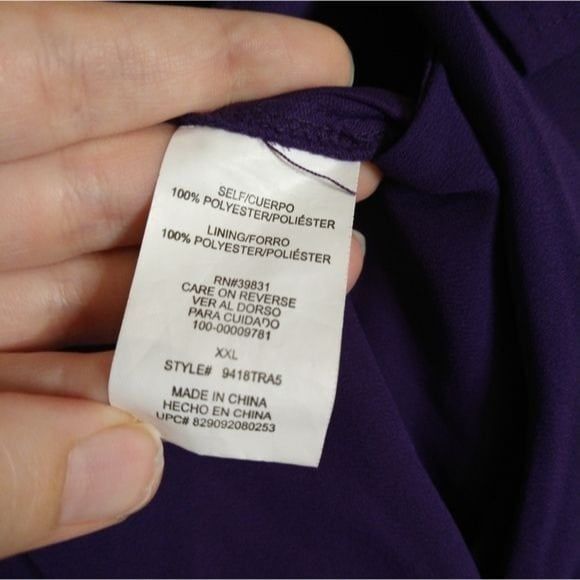 SELF/CUERPO
100% POLYESTER/POLIÉSTER
LINING/FORRO
100% POLYESTER/POLIÉSTER
RN#39831
CARE ON REVERSE
VER AL DORSO
PARA CUIDADO
100-00009781
XXL
STYLE# 9418TRA5
MADE IN CHINA
HECHO EN CHINA
UPC# 829092080253